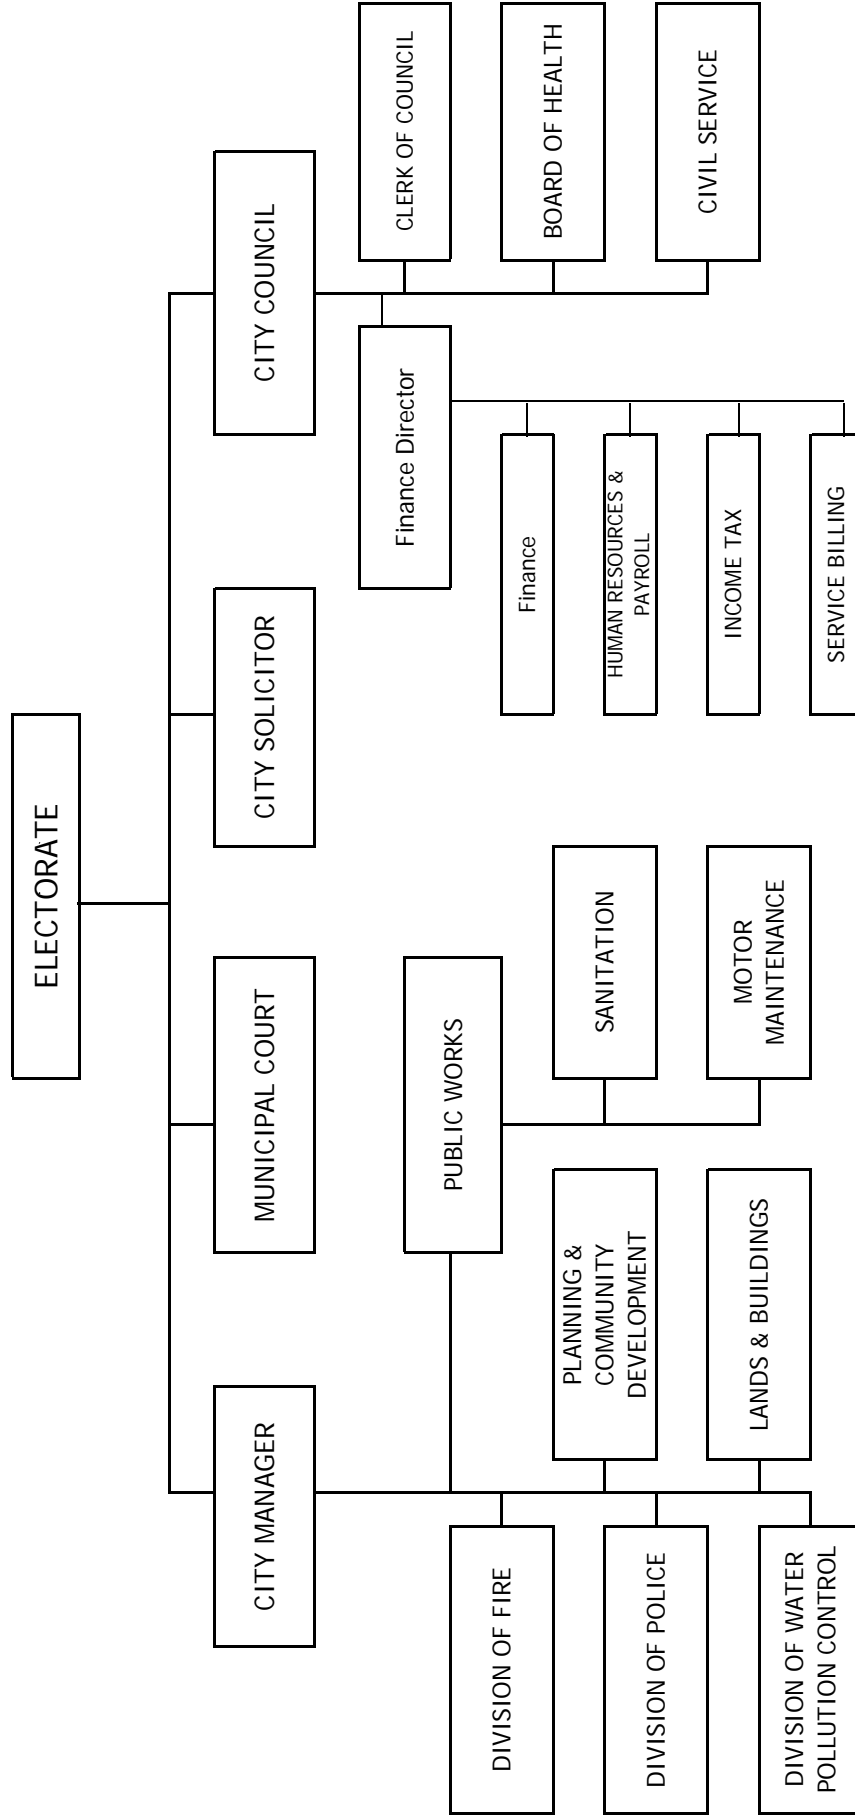 ELECTORATE
CITY MANAGER
MUNICIPAL COURT
CITY SOLICITOR
CITY COUNCIL
PUBLIC WORKS
DIVISION OF FIRE
DIVISION OF POLICE
DIVISION OF WATER
POLLUTION CONTROL
PLANNING &
COMMUNITY
DEVELOPMENT
LANDS & BUILDINGS
SANITATION
MOTOR
MAINTENANCE
Finance Director
Finance
HUMAN RESOURCES &
PAYROLL
INCOME TAX
SERVICE BILLING
CLERK OF COUNCIL
BOARD OF HEALTH
CIVIL SERVICE